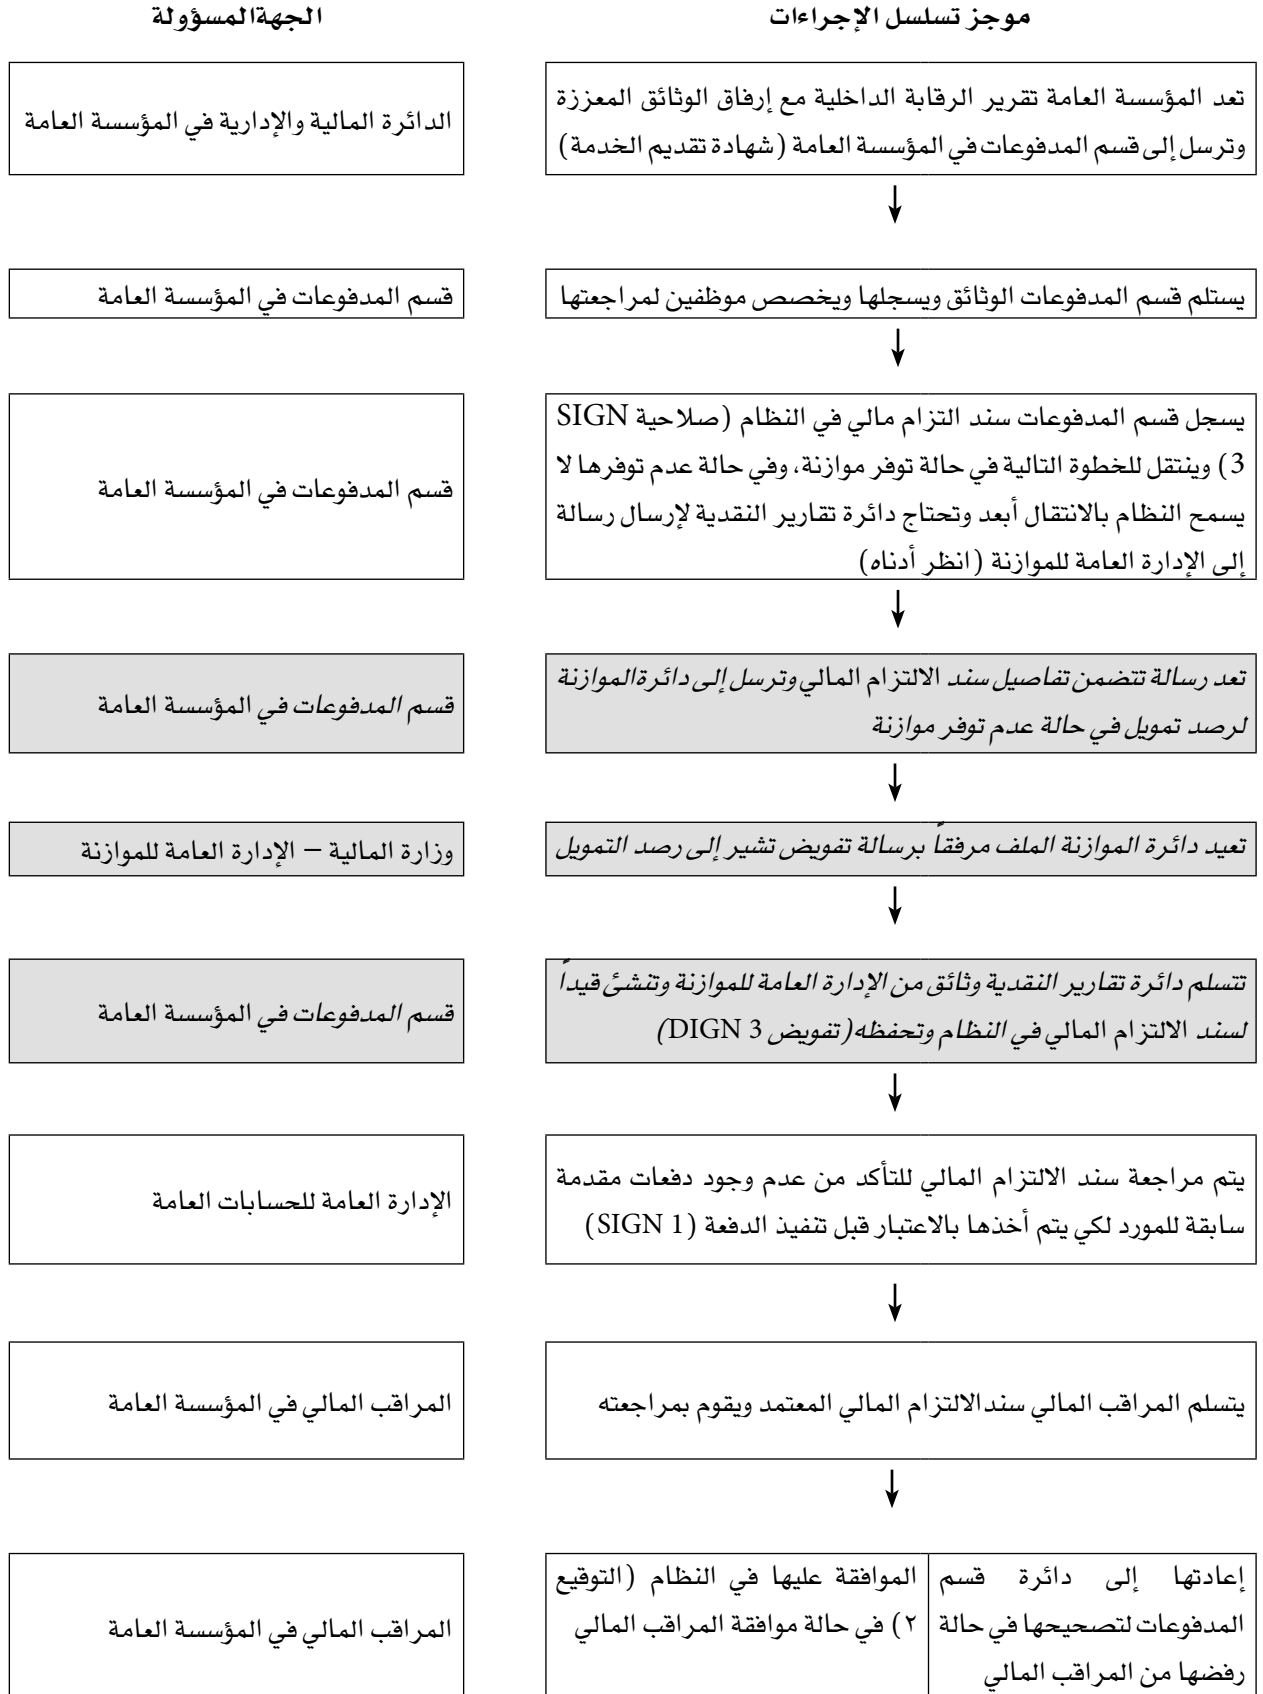 موجز تسلسل الإجراءات
الجهةالمسؤولة
تعد المؤسسة العامة تقرير الرقابة الداخلية مع إرفاق الوثائق المعززة
وترسل إلى قسم المدفوعات في المؤسسة العامة (شهادة تقديم الخدمة)
الدائرة المالية والإدارية في المؤسسة العامة
يستلم قسم المدفوعات الوثائق ويسجلها ويخصص موظفين لمراجعتها
قسم المدفوعات في المؤسسة العامة
يسجل قسم المدفوعات سند التزام مالي في النظام (صلاحية SIGN
3) وينتقل للخطوة التالية في حالة توفر موازنة، وفي حالة عدم توفرها لا
يسمح النظام بالانتقال أبعد وتحتاج دائرة تقارير النقدية لإرسال رسالة
إلى الإدارة العامة للموازنة (انظر أدناه)
قسم المدفوعات في المؤسسة العامة
تعد رسالة تتضمن تفاصيل سند الالتزام المالي وترسل إلى دائرةالموازنة
لرصد تمويل في حالة عدم توفر موازنة
قسم المدفوعات في المؤسسة العامة
تعيد دائرة الموازنة الملف مرفقاً برسالة تفويض تشير إلى رصد التمويل
وزارة المالية – الإدارة العامة للموازنة
تتسلم دائرة تقارير النقدية وثائق من الإدارة العامة للموازنة وتنشئ قيداً
لسند الالتزام المالي في النظام وتحفظه(تفويض DIGN 3)
قسم المدفوعات في المؤسسة العامة
يتم مراجعة سند الالتزام المالي للتأكد من عدم وجود دفعات مقدمة
سابقة للمورد لكي يتم أخذها بالاعتبار قبل تنفيذ الدفعة (SIGN 1)
الإدارة العامة للحسابات العامة
يتسلم المراقب المالي سندالالتزام المالي المعتمد ويقوم بمراجعته
المراقب المالي في المؤسسة العامة
إعادتها إلى دائرة قسم
المدفوعات لتصحيحها في حالة
رفضها من المراقب المالي
الموافقة عليها في النظام (التوقيع
٢) في حالة موافقة المراقب المالي
المراقب المالي في المؤسسة العامة